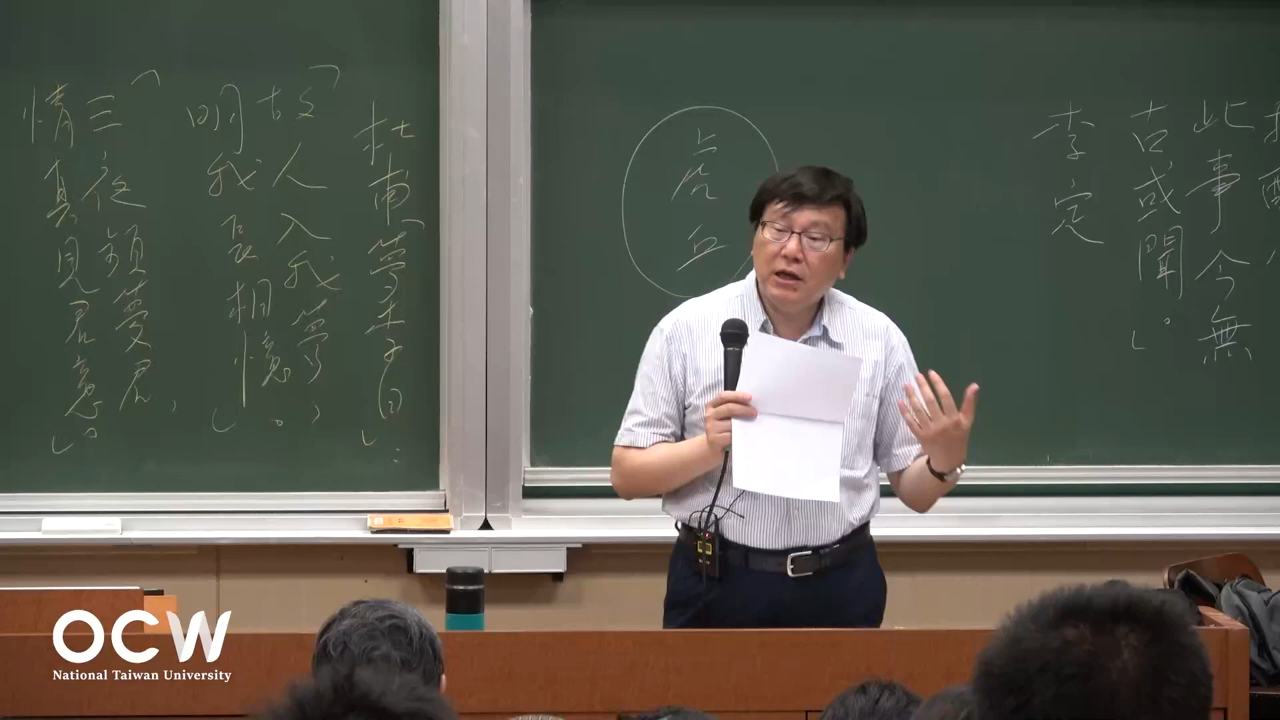 此事今無
古或聞。」
李定
虎丘
杜甫夢李白」:
「故人入我夢,
明我長相憶。」
「三夜頻夢君,
情真見君意。」
OCW
National Taiwan University